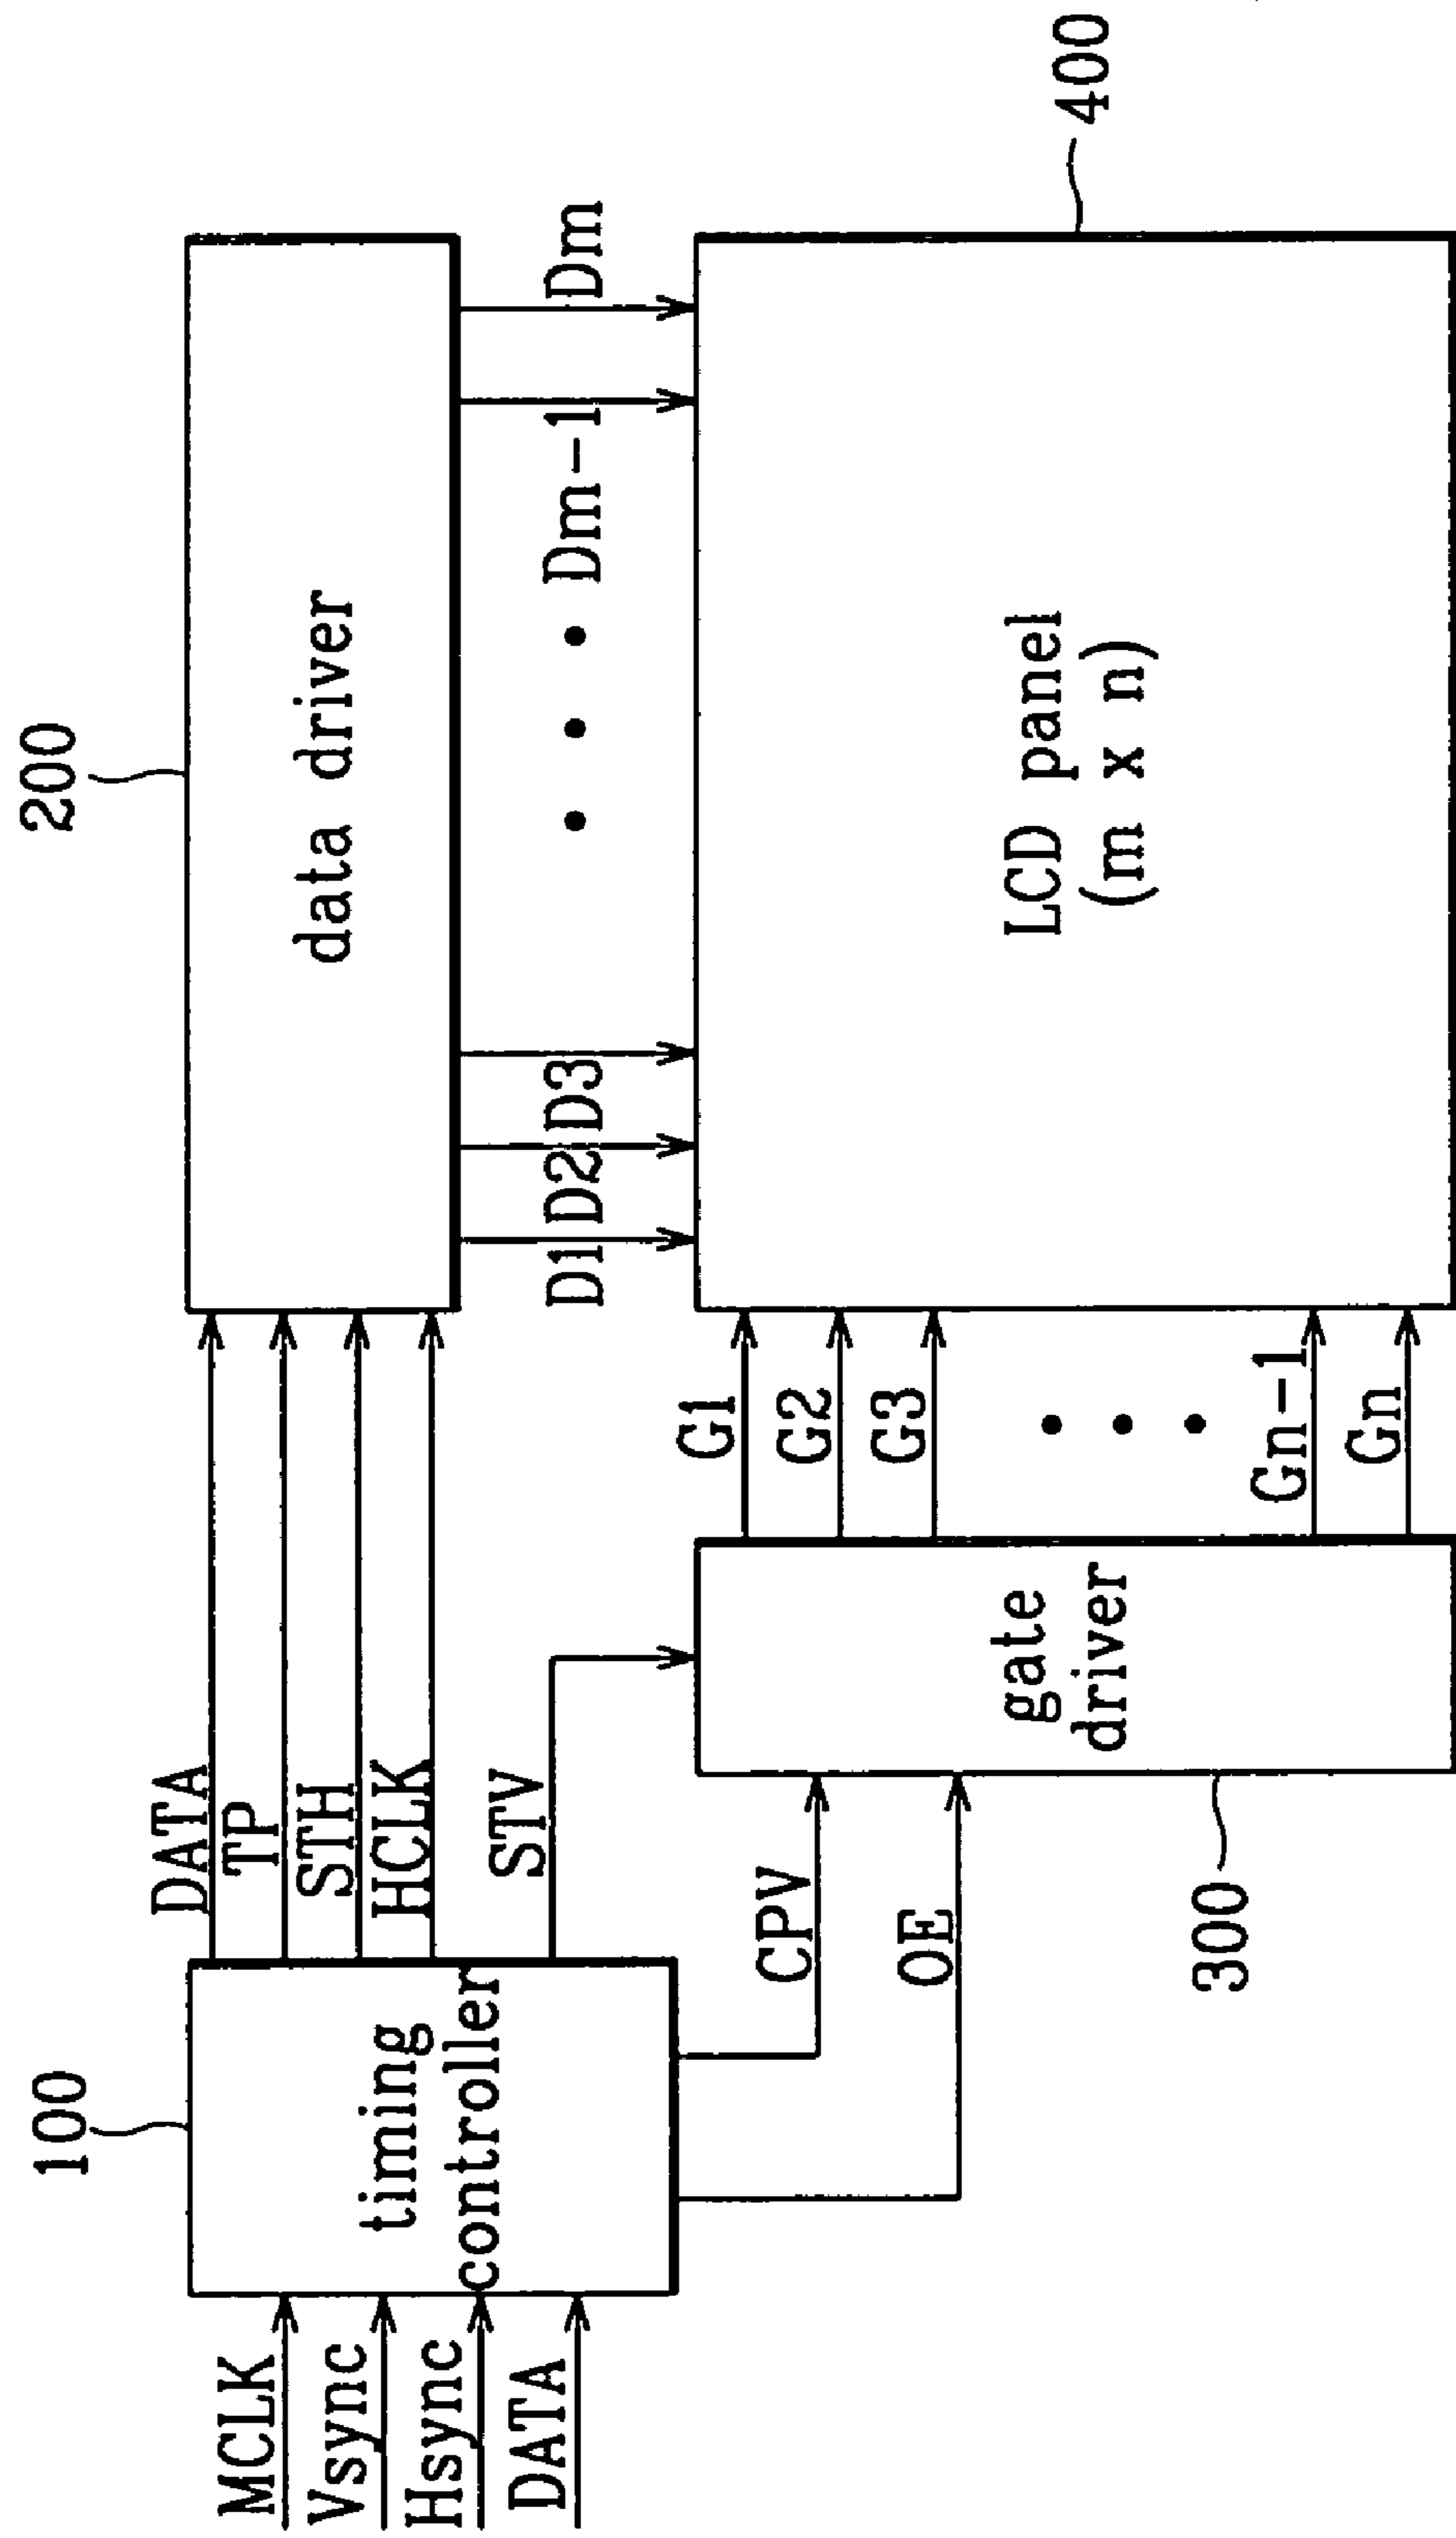 200
100
MCLK
Vsync
Hsync
DATA
timing
controller
DATA
TP
STH
HCLK
STV
CPV
OE
data driver
D1 D2 D3 • • • Dm-1 Dm
gate
driver
300
G1
G2
G3
•
•
•
Gn-1
Gn
LCD panel
(m x n)
400